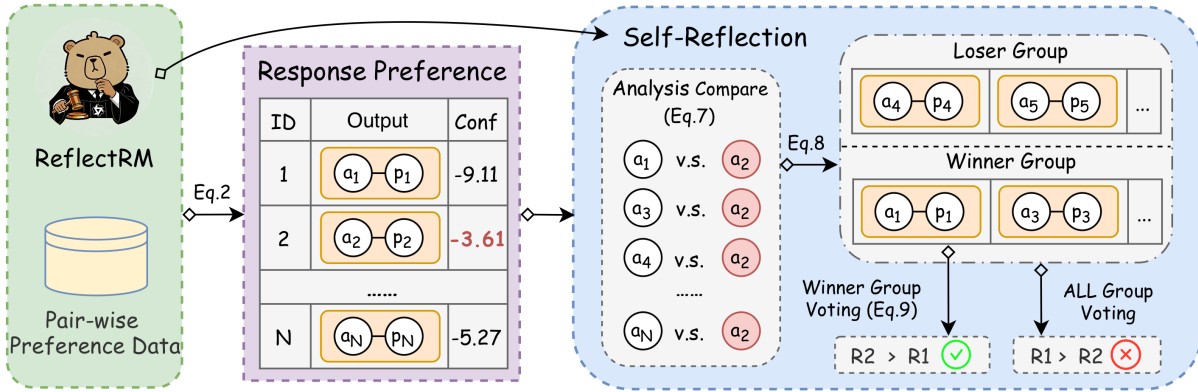 ReflectRM
Pair-wise
Preference Data
Eq.2
Response Preference
ID Output Conf
1 a1 p1 -9.11
2 a2 p2 -3.61
......
N aN pN -5.27
Self-Reflection
Analysis Compare
(Eq.7)
a1 v.s. a2
a3 v.s. a2
a4 v.s. a2
......
aN v.s. a2
Eq.8
Loser Group
a4 p4 a5 p5 ...
Winner Group
a1 p1 a3 p3 ...
Winner Group
Voting (Eq.9)
ALL Group
Voting
R2 > R1
R1 > R2